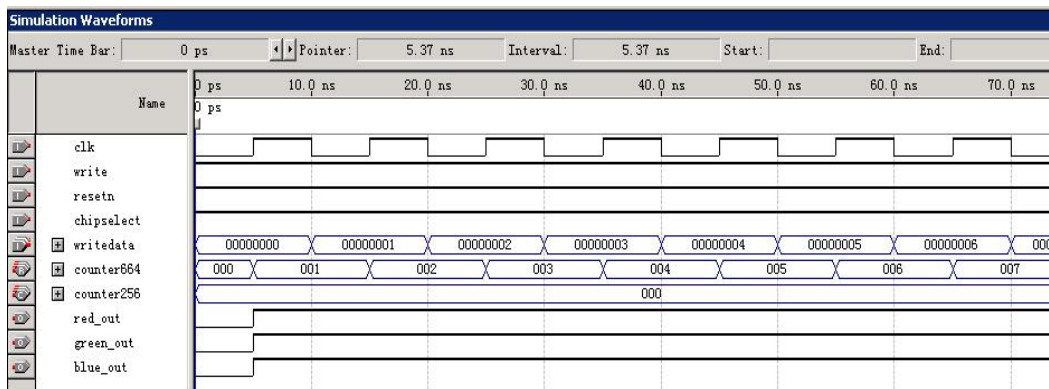 Simulation Waveforms
Master Time Bar: 0 ps Pointer: 5.37 ns Interval: 5.37 ns Start: End:
0 ps 10.0 ns 20.0 ns 30.0 ns 40.0 ns 50.0 ns 60.0 ns 70.0 ns
Name 0 ps
clk
write
resetn
chipselect
writedata 00000000 00000001 00000002 00000003 00000004 00000005 00000006 000
counter664 000 001 002 003 004 005 006 007
counter256 000
red_out
green_out
blue_out